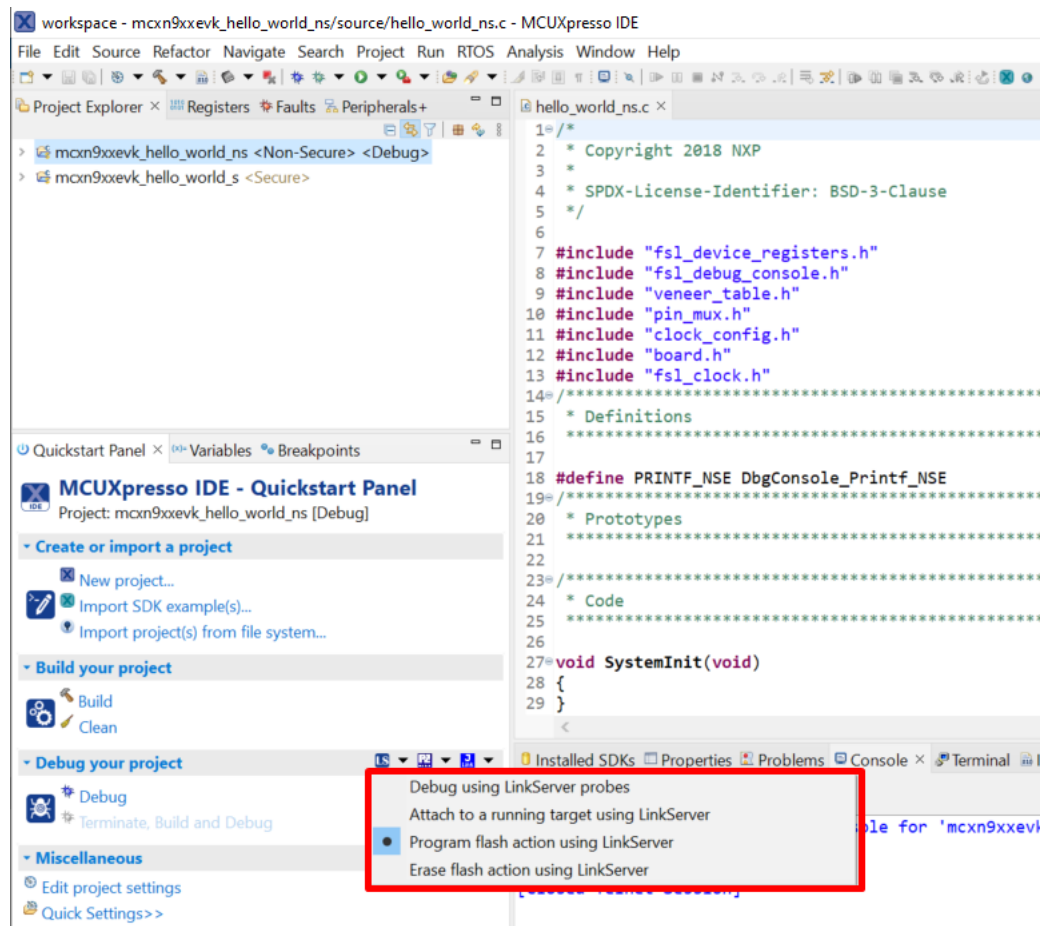 workspace - mcxn9xxevk_hello_world_ns/source/hello_world_ns.c - MCUXpresso IDE
File Edit Source Refactor Navigate Search Project Run RTOS Analysis Window Help
Project Explorer Registers Faults Peripherals+
mcxn9xxevk_hello_world_ns <Non-Secure> <Debug>
mcxn9xxevk_hello_world_s <Secure>
hello_world_ns.c
1 /*
2 * Copyright 2018 NXP
3 *
4 * SPDX-License-Identifier: BSD-3-Clause
5 */
6
7 #include "fsl_device_registers.h"
8 #include "fsl_debug_console.h"
9 #include "veneer_table.h"
10 #include "pin_mux.h"
11 #include "clock_config.h"
12 #include "board.h"
13 #include "fsl_clock.h"
14 /*************************************************
15 * Definitions
16 *************************************************
17
18 #define PRINTF_NSE DbgConsole_Printf_NSE
19 /*************************************************
20 * Prototypes
21 *************************************************
22
23 /*************************************************
24 * Code
25 *************************************************
26
27 void SystemInit(void)
28 {
29 }
Quickstart Panel Variables Breakpoints
IDE
MCUXpresso IDE - Quickstart Panel
Project: mcxn9xxevk_hello_world_ns [Debug]
Create or import a project
New project...
Import SDK example(s)...
Import project(s) from file system...
Build your project
Build
Clean
Debug your project
LS
Debug
Terminate, Build and Debug
Miscellaneous
Edit project settings
Quick Settings>>
Installed SDKs Properties Problems Console Terminal
Debug using LinkServer probes
Attach to a running target using LinkServer
Program flash action using LinkServer
Erase flash action using LinkServer
ole for 'mcxn9xxevk